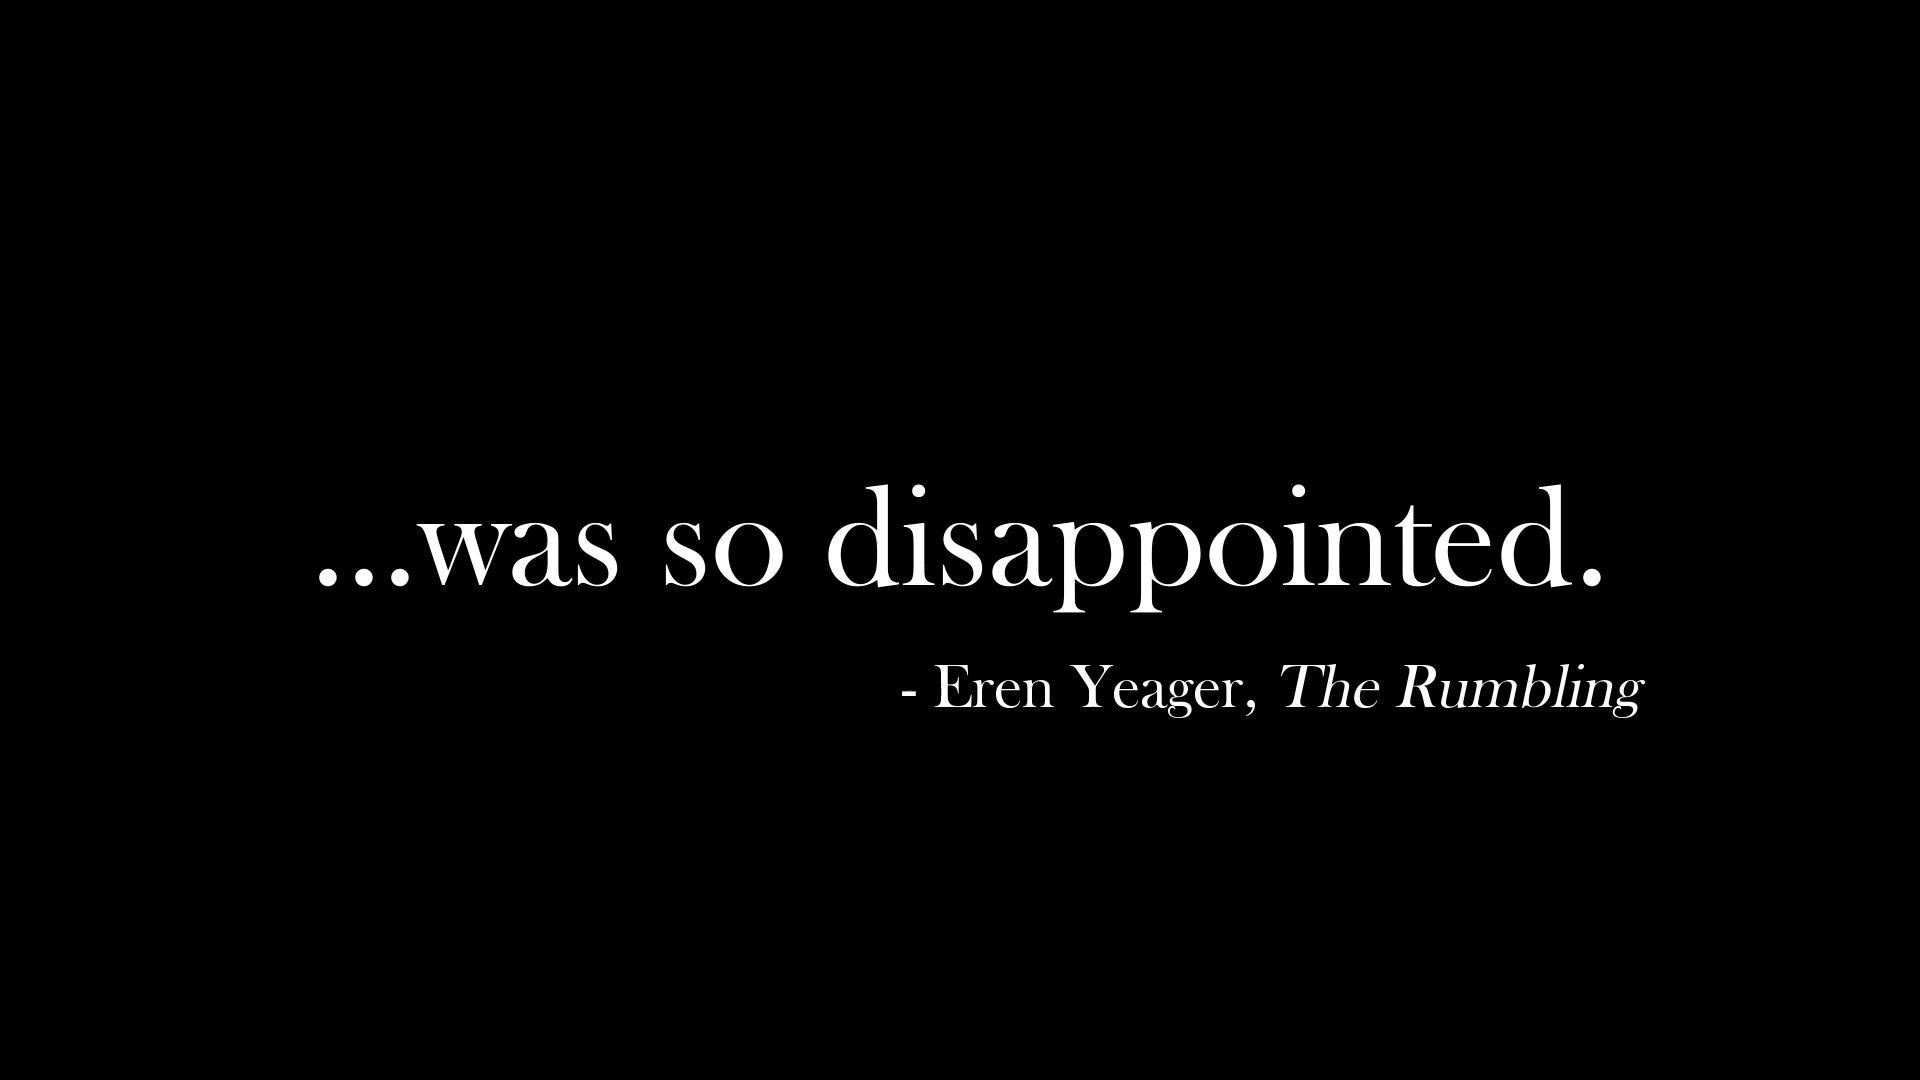 ...was so disappointed.
- Eren Yeager, The Rumbling